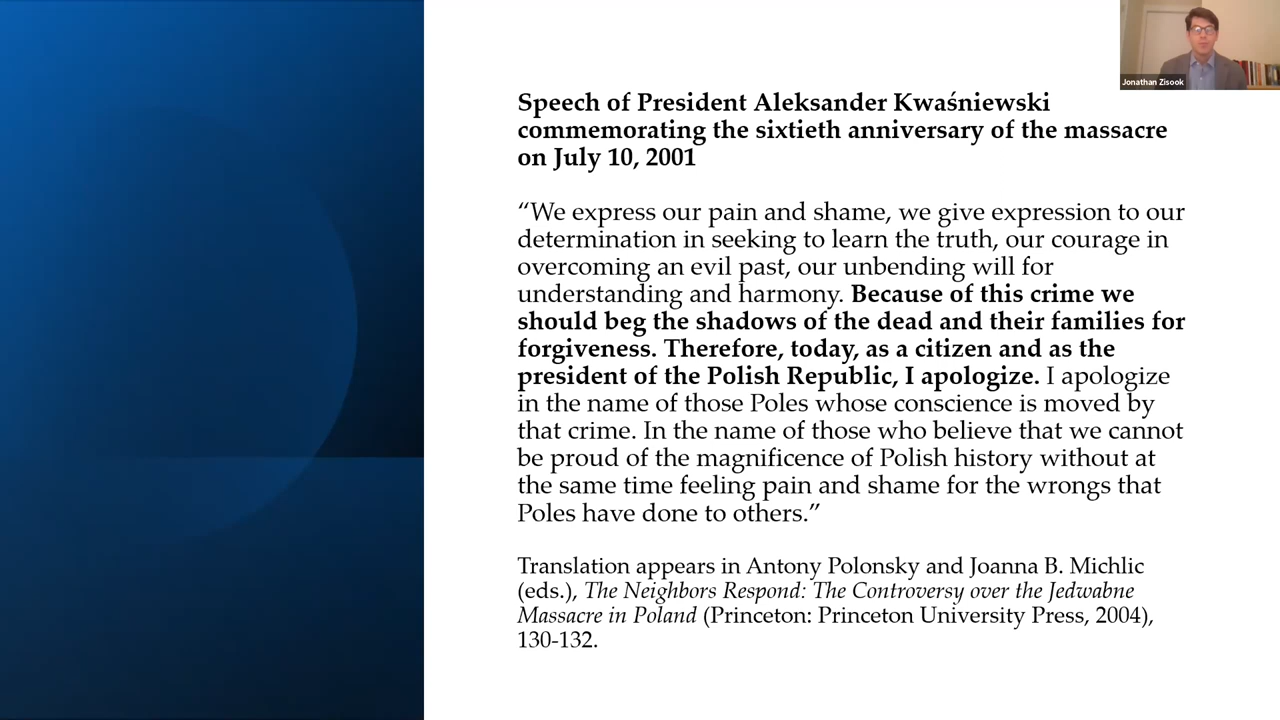 Jonathan Zisook
Speech of President Aleksander Kwaśniewski
commemorating the sixtieth anniversary of the massacre
on July 10, 2001
“We express our pain and shame, we give expression to our
determination in seeking to learn the truth, our courage in
overcoming an evil past, our unbending will for
understanding and harmony. Because of this crime we
should beg the shadows of the dead and their families for
forgiveness. Therefore, today, as a citizen and as the
president of the Polish Republic, I apologize. I apologize
in the name of those Poles whose conscience is moved by
that crime. In the name of those who believe that we cannot
be proud of the magnificence of Polish history without at
the same time feeling pain and shame for the wrongs that
Poles have done to others.”
Translation appears in Antony Polonsky and Joanna B. Michlic
(eds.), The Neighbors Respond: The Controversy over the Jedwabne
Massacre in Poland (Princeton: Princeton University Press, 2004),
130-132.